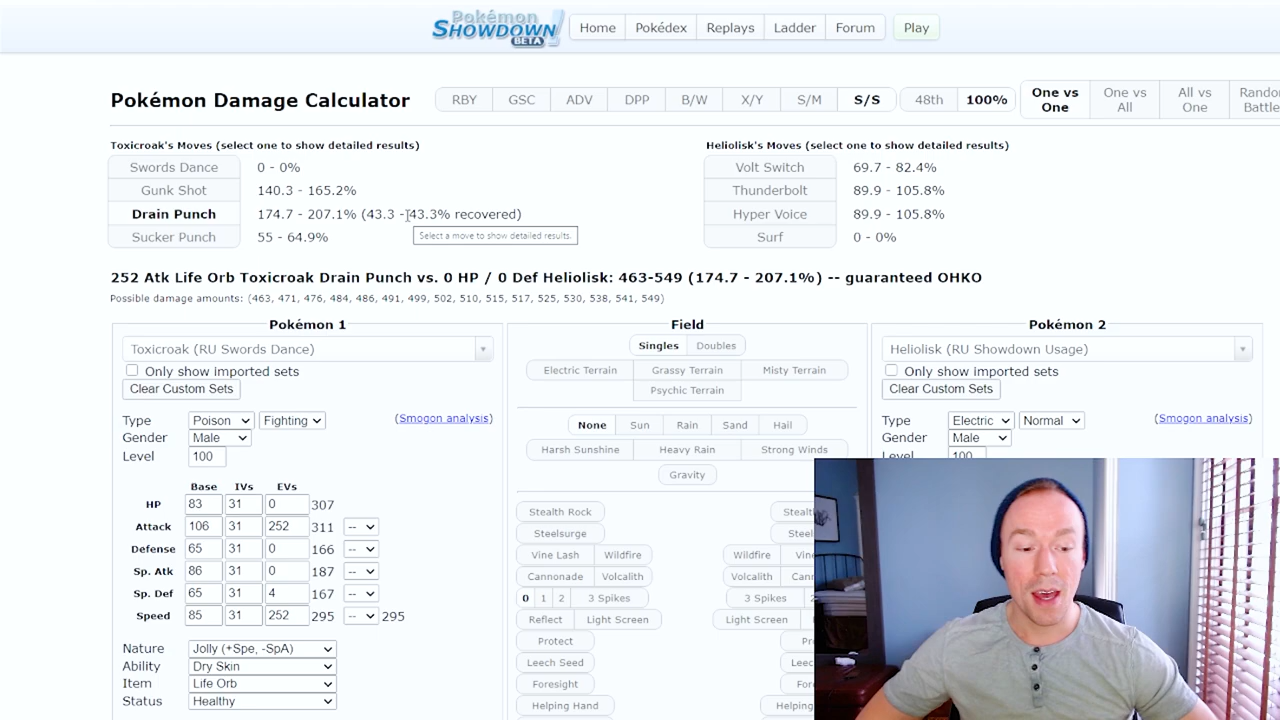 Pokémon
SHOWDOWN!
BETA
Home Pokédex Replays Ladder Forum Play
Pokémon Damage Calculator
RBY GSC ADV DPP B/W X/Y S/M S/S 48th 100% One vs One One vs All All vs One
Toxicroak's Moves (select one to show detailed results)
Swords Dance 0 - 0%
Gunk Shot 140.3 - 165.2%
Drain Punch 174.7 - 207.1% (43.3 - 43.3% recovered)
Sucker Punch 55 - 64.9%
Select a move to show detailed results.
Heliolisk's Moves (select one to show detailed results)
Volt Switch 69.7 - 82.4%
Thunderbolt 89.9 - 105.8%
Hyper Voice 89.9 - 105.8%
Surf 0 - 0%
252 Atk Life Orb Toxicroak Drain Punch vs. 0 HP / 0 Def Heliolisk: 463-549 (174.7 - 207.1%) -- guaranteed OHKO
Possible damage amounts: (463, 471, 476, 484, 486, 491, 499, 502, 510, 515, 517, 525, 530, 538, 541, 549)
Pokémon 1
Toxicroak (RU Swords Dance)
Only show imported sets
Clear Custom Sets
Type Poison Fighting (Smogon analysis)
Gender Male
Level 100
Base IVs EVs
HP 83 31 0 307
Attack 106 31 252 311 --
Defense 65 31 0 166 --
Sp. Atk 86 31 0 187 --
Sp. Def 65 31 4 167 --
Speed 85 31 252 295 -- 295
Nature Jolly (+Spe, -SpA)
Ability Dry Skin
Item Life Orb
Status Healthy
Field
Singles Doubles
Electric Terrain Grassy Terrain Misty Terrain
Psychic Terrain
None Sun Rain Sand Hail
Harsh Sunshine Heavy Rain Strong Winds
Gravity
Stealth Rock
Steelsurge
Vine Lash Wildfire Wildfire
Cannonade Volcalith Volcalith
0 1 2 3 Spikes 3 Spikes
Reflect Light Screen Light Screen
Protect
Leech Seed
Foresight
Helping Hand
Pokémon 2
Heliolisk (RU Showdown Usage)
Only show imported sets
Clear Custom Sets
Type Electric Normal (Smogon analysis)
Gender Male
Level 100